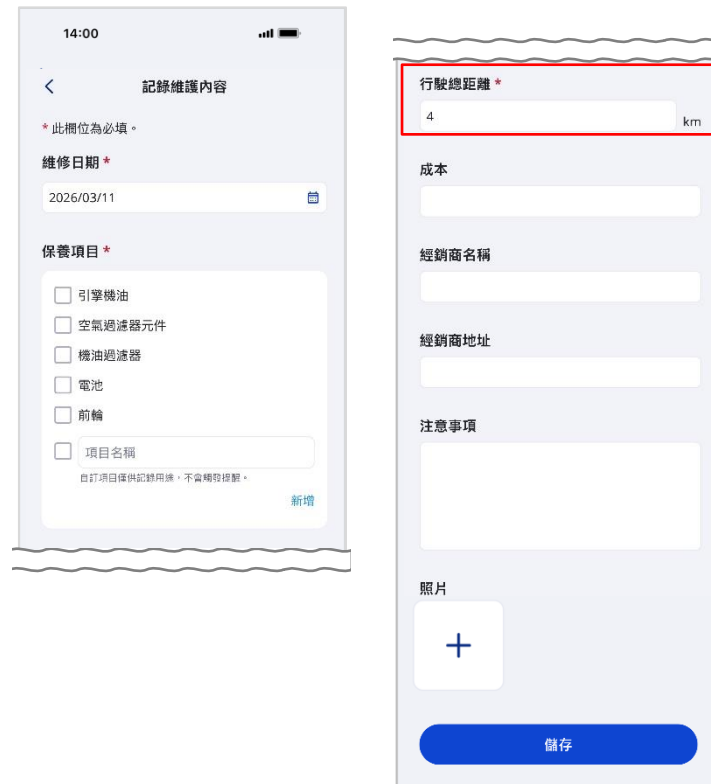 14:00
記錄維護內容
* 此欄位為必填。
維修日期 *
2026/03/11
保養項目 *
引擎機油
空氣過濾器元件
機油過濾器
電池
前輪
項目名稱
自訂項目僅供記錄用途，不會觸發提醒。
新增
行駛總距離 *
4
km
成本
經銷商名稱
經銷商地址
注意事項
照片
儲存